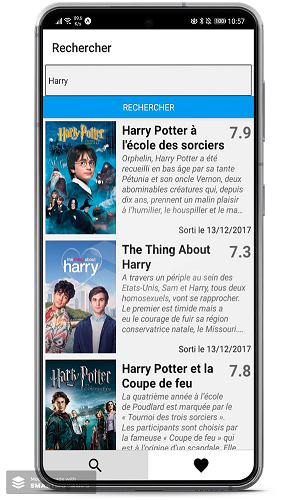 10:57
Rechercher
Harry
RECHERCHER
Harry Potter à 7.9
l'école des sorciers
Orphelin, Harry Potter a été
recueilli en bas âge par sa tante
Pétunia et son oncle Vernon, deux
abominables créatures qui, depuis
dix ans, prennent un malin plaisir
à l'humilier, le houspiller et le ma…
Sorti le 13/12/2017
The Thing About 7.3
Harry
A travers un périple au sein des
Etats-Unis, Sam et Harry, tous deux
homosexuels, vont se rapprocher.
Le premier est timide mais a
eu le courage de fuir sa région
conservatrice natale, le Missouri.…
Sorti le 13/12/2017
Harry Potter et la 7.8
Coupe de feu
La quatrième année à l'école
de Poudlard est marquée par le
« Tournoi des trois sorciers ».
Les participants sont choisis par
la fameuse « Coupe de feu » qui
est à l'origine d'un scandale.
Harry Potter
harry
Harry Potter